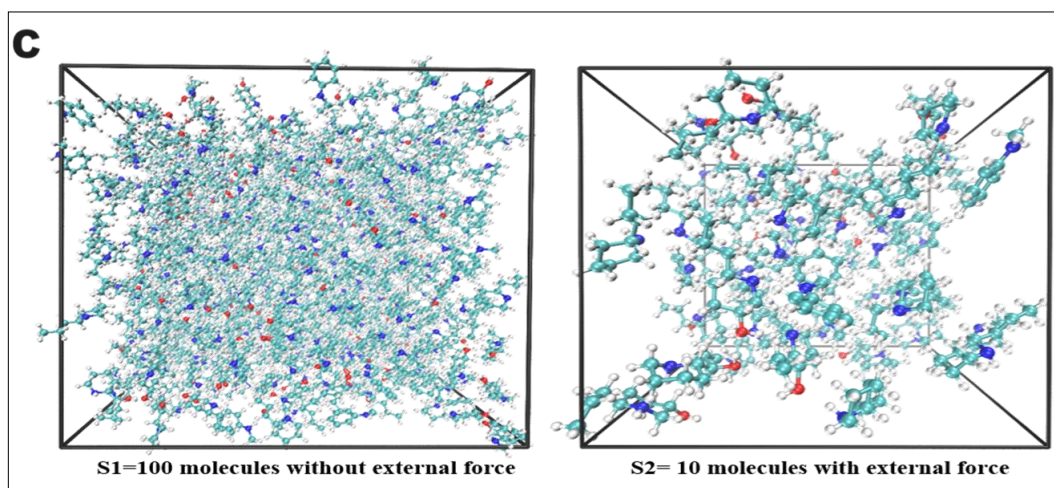 C
S1=100 molecules without external force
S2= 10 molecules with external force